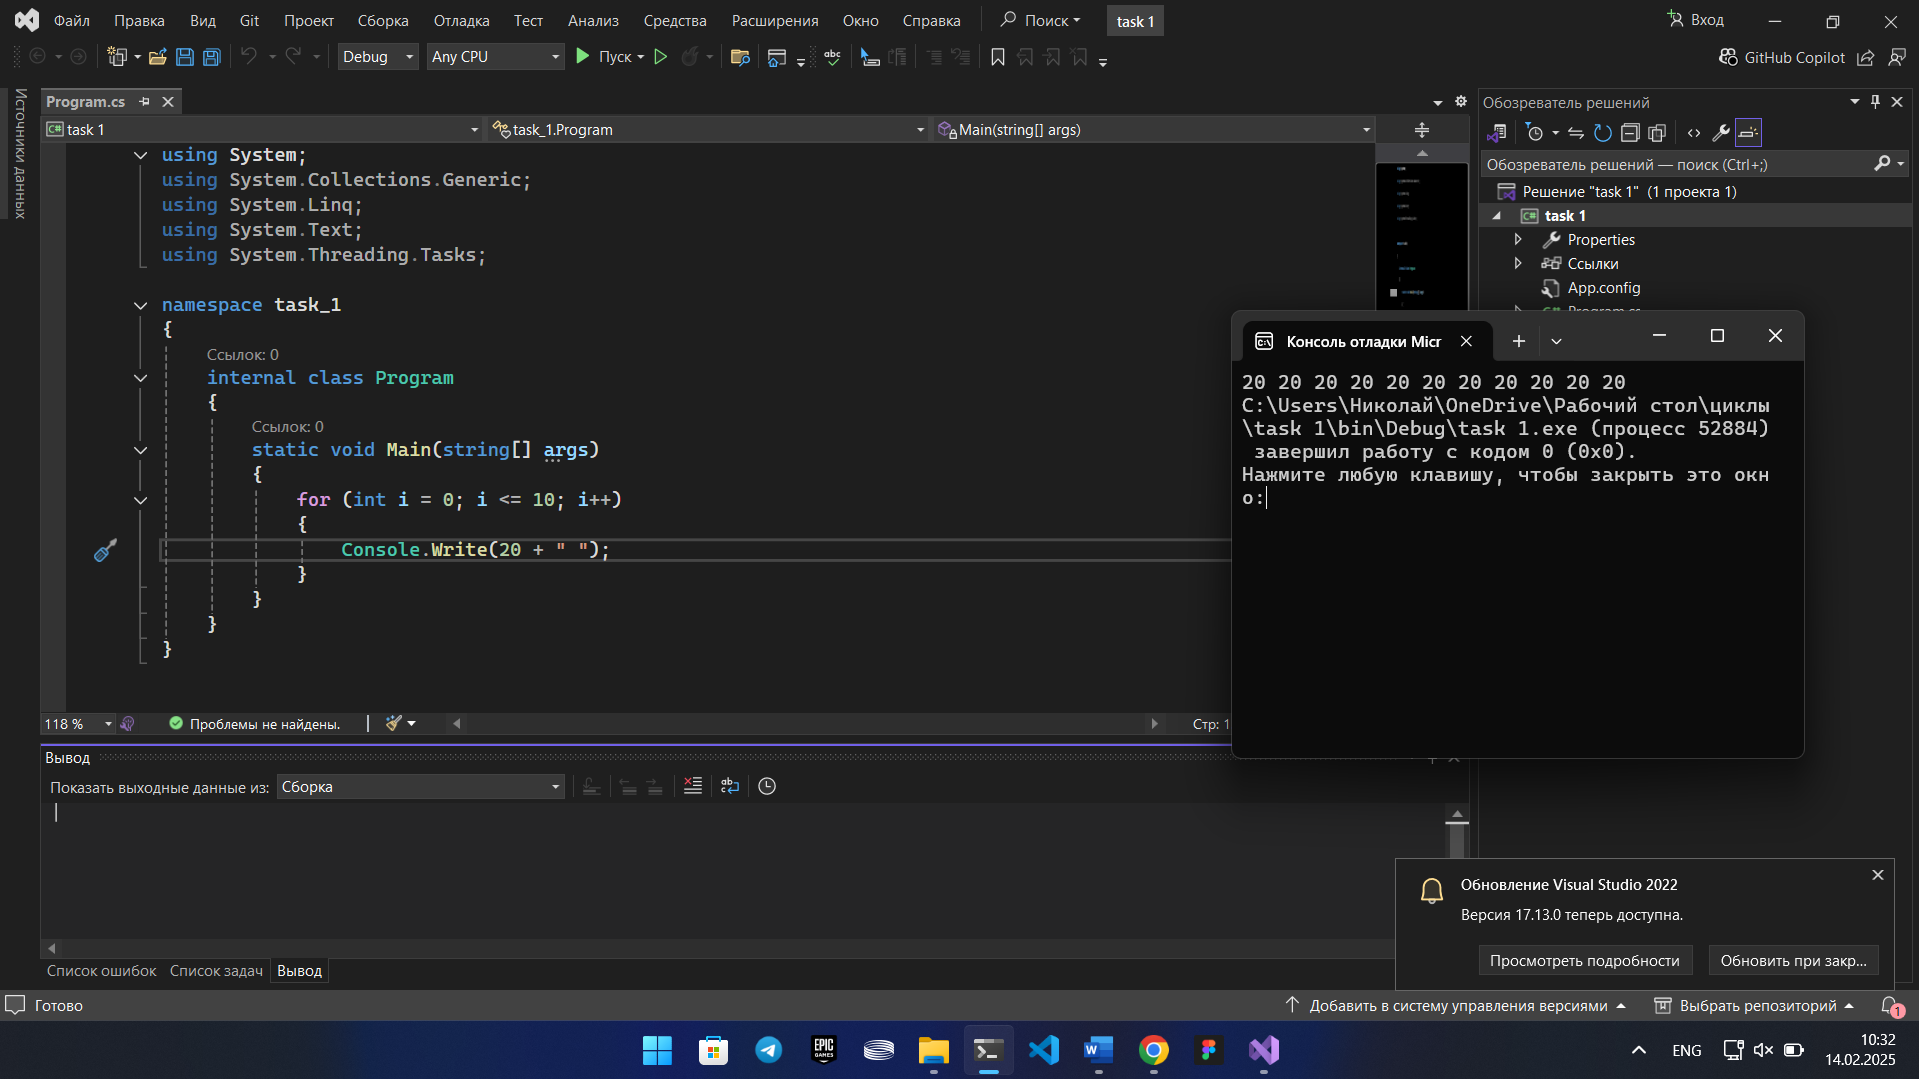 Файл Правка Вид Git Проект Сборка Отладка Тест Анализ Средства Расширения Окно Справка Поиск task 1 Вход
Debug Any CPU Пуск GitHub Copilot
Источники данных
Program.cs
task 1 task_1.Program Main(string[] args)
using System;
using System.Collections.Generic;
using System.Linq;
using System.Text;
using System.Threading.Tasks;
namespace task_1
{
Ссылок: 0
internal class Program
{
Ссылок: 0
static void Main(string[] args)
{
for (int i = 0; i <= 10; i++)
{
Console.Write(20 + " ");
}
}
}
}
118 % Проблемы не найдены. Стр: 1
Вывод
Показать выходные данные из: Сборка
Список ошибок Список задач Вывод
Обозреватель решений
Обозреватель решений — поиск (Ctrl+;)
Решение "task 1" (1 проекта 1)
task 1
Properties
Ссылки
App.config
Консоль отладки Micr
20 20 20 20 20 20 20 20 20 20 20
C:\Users\Николай\OneDrive\Рабочий стол\циклы
\task 1\bin\Debug\task 1.exe (процесс 52884)
завершил работу с кодом 0 (0x0).
Нажмите любую клавишу, чтобы закрыть это окн
о:
Обновление Visual Studio 2022
Версия 17.13.0 теперь доступна.
Просмотреть подробности Обновить при закр...
Готово Добавить в систему управления версиями Выбрать репозиторий 1
EPIC GAMES
ENG 10:32
14.02.2025